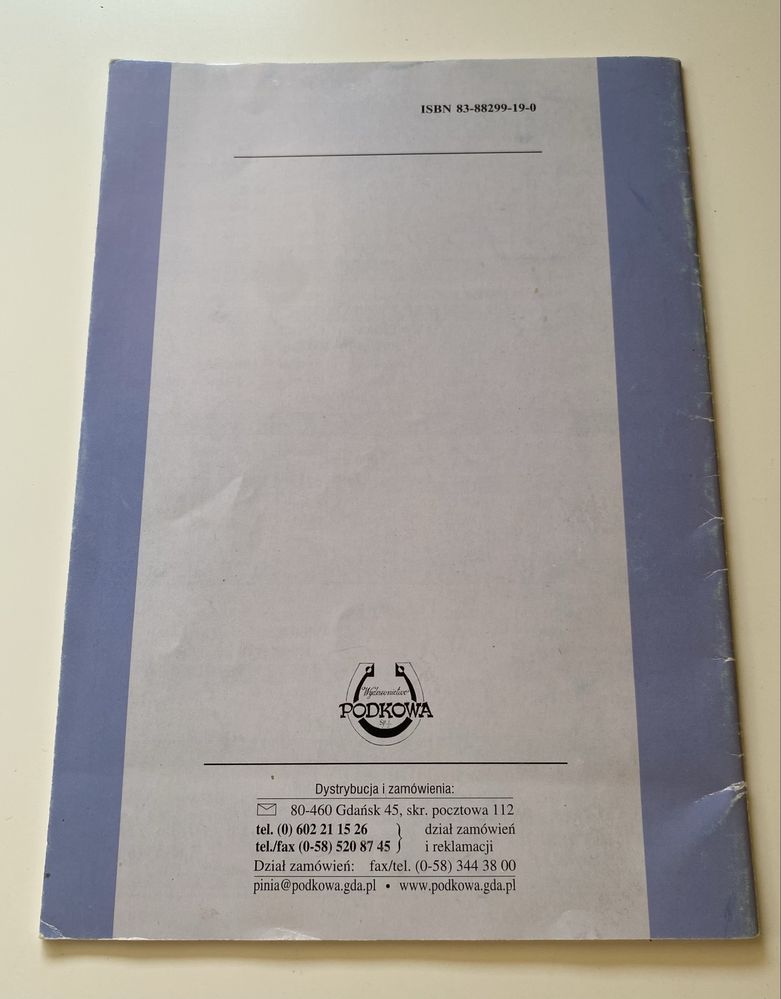 ISBN 83-88299-19-0
Wydawnictwo
PODKOWA
Dystrybucja i zamówienia:
80-460 Gdańsk 45, skr. pocztowa 112
tel. (0) 602 21 15 26 } dział zamówień
tel./fax (0-58) 520 87 45 } i reklamacji
Dział zamówień: fax/tel. (0-58) 344 38 00
pinia@podkowa.gda.pl • www.podkowa.gda.pl